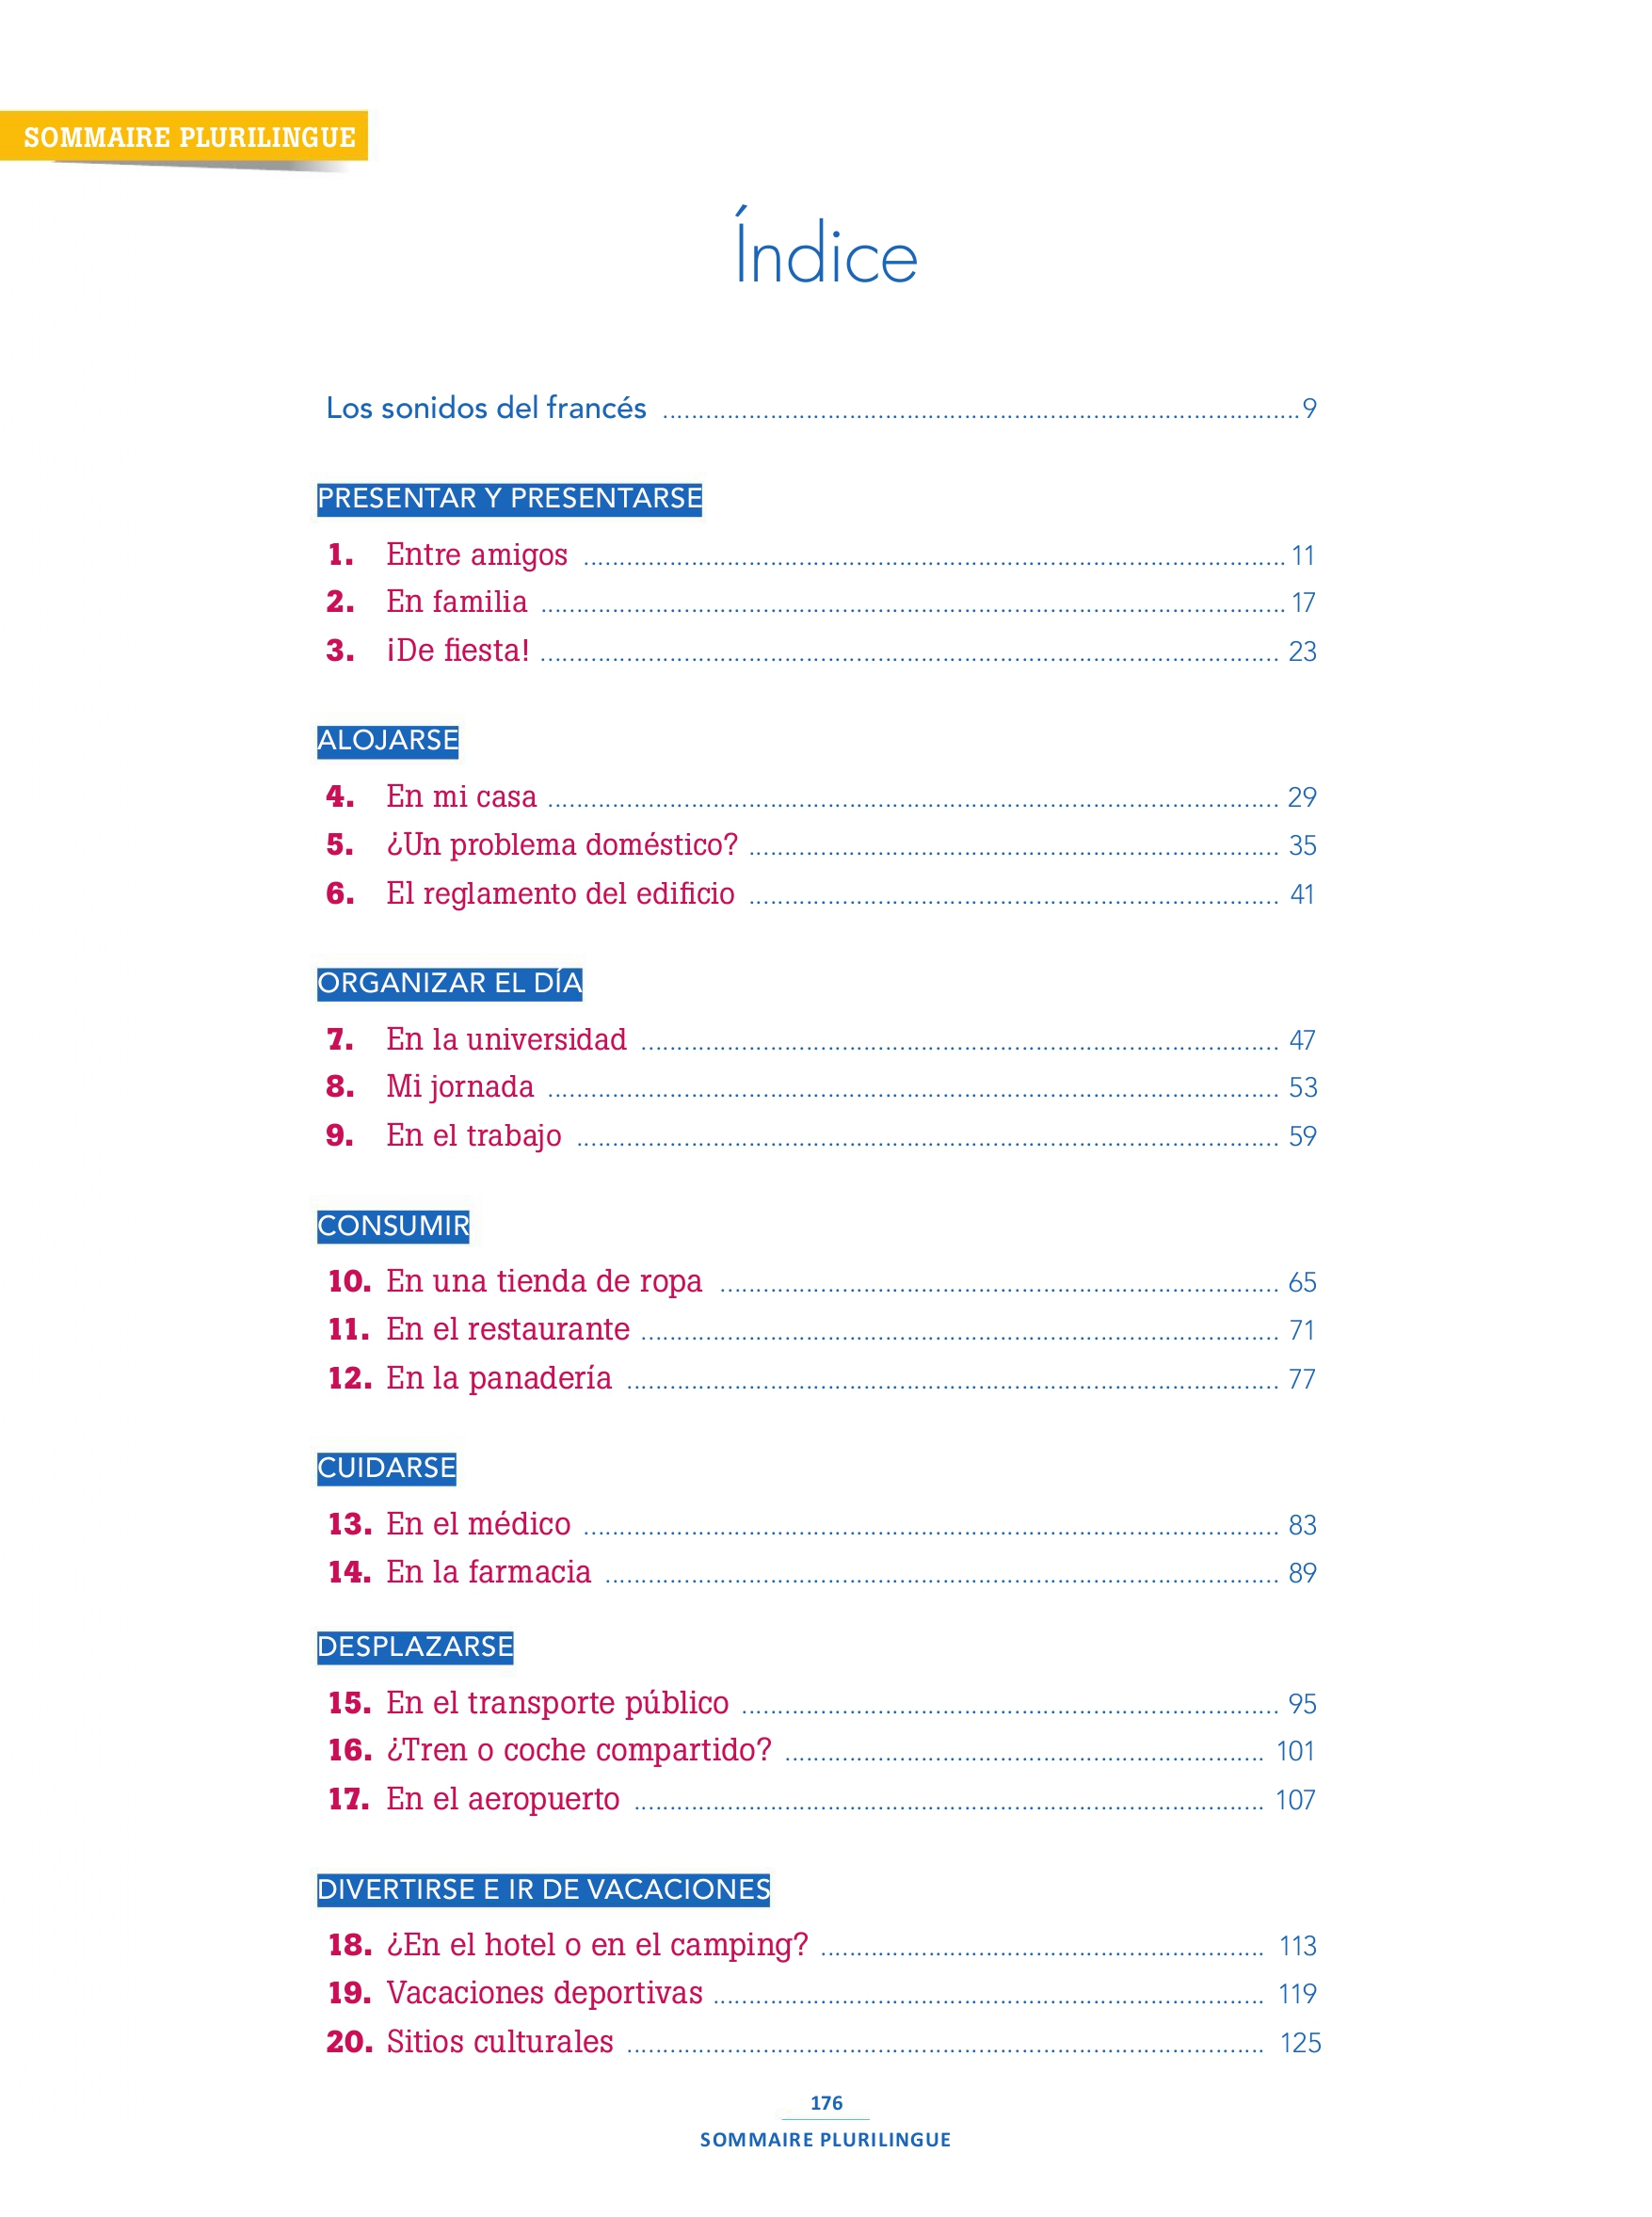 SOMMAIRE PLURILINGUE
Índice
Los sonidos del francés ........................................ 9
PRESENTAR Y PRESENTARSE
1. Entre amigos ........................................ 11
2. En familia ........................................ 17
3. ¡De fiesta! ........................................ 23
ALOJARSE
4. En mi casa ........................................ 29
5. ¿Un problema doméstico? ........................................ 35
6. El reglamento del edificio ........................................ 41
ORGANIZAR EL DÍA
7. En la universidad ........................................ 47
8. Mi jornada ........................................ 53
9. En el trabajo ........................................ 59
CONSUMIR
10. En una tienda de ropa ........................................ 65
11. En el restaurante ........................................ 71
12. En la panadería ........................................ 77
CUIDARSE
13. En el médico ........................................ 83
14. En la farmacia ........................................ 89
DESPLAZARSE
15. En el transporte público ........................................ 95
16. ¿Tren o coche compartido? ........................................ 101
17. En el aeropuerto ........................................ 107
DIVERTIRSE E IR DE VACACIONES
18. ¿En el hotel o en el camping? ........................................ 113
19. Vacaciones deportivas ........................................ 119
20. Sitios culturales ........................................ 125
176
SOMMAIRE PLURILINGUE